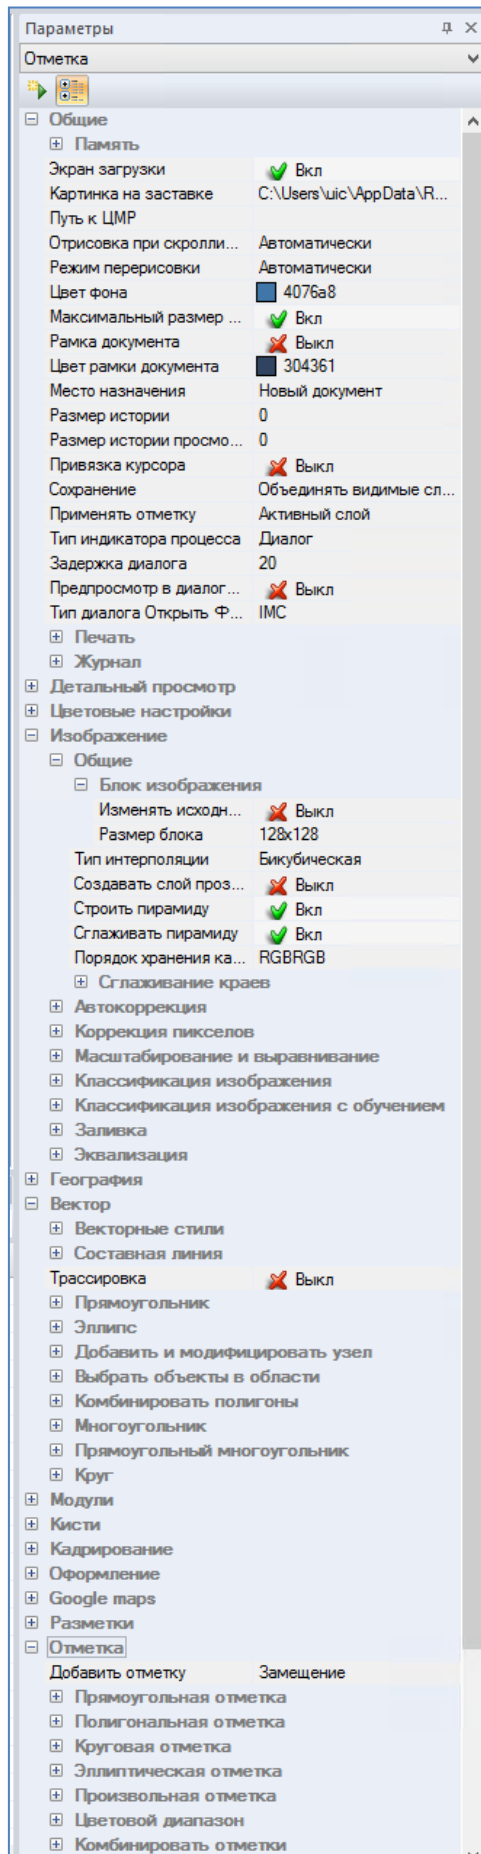 Параметры
Отметка
Общие
Память
Экран загрузки Вкл
Картинка на заставке C:\Users\uic\AppData\R...
Путь к ЦМР
Отрисовка при скролли... Автоматически
Режим перерисовки Автоматически
Цвет фона 4076a8
Максимальный размер ... Вкл
Рамка документа Выкл
Цвет рамки документа 304361
Место назначения Новый документ
Размер истории 0
Размер истории просмо... 0
Привязка курсора Выкл
Сохранение Объединять видимые сл...
Применять отметку Активный слой
Тип индикатора процесса Диалог
Задержка диалога 20
Предпросмотр в диалог... Выкл
Тип диалога Открыть Ф... IMC
Печать
Журнал
Детальный просмотр
Цветовые настройки
Изображение
Общие
Блок изображения
Изменять исходн... Выкл
Размер блока 128x128
Тип интерполяции Бикубическая
Создавать слой проз... Выкл
Строить пирамиду Вкл
Сглаживать пирамиду Вкл
Порядок хранения ка... RGBRGB
Сглаживание краев
Автокоррекция
Коррекция пикселов
Масштабирование и выравнивание
Классификация изображения
Классификация изображения с обучением
Заливка
Эквализация
География
Вектор
Векторные стили
Составная линия
Трассировка Выкл
Прямоугольник
Эллипс
Добавить и модифицировать узел
Выбрать объекты в области
Комбинировать полигоны
Многоугольник
Прямоугольный многоугольник
Круг
Модули
Кисти
Кадрирование
Оформление
Google maps
Разметки
Отметка
Добавить отметку Замещение
Прямоугольная отметка
Полигональная отметка
Круговая отметка
Эллиптическая отметка
Произвольная отметка
Цветовой диапазон
Комбинировать отметки